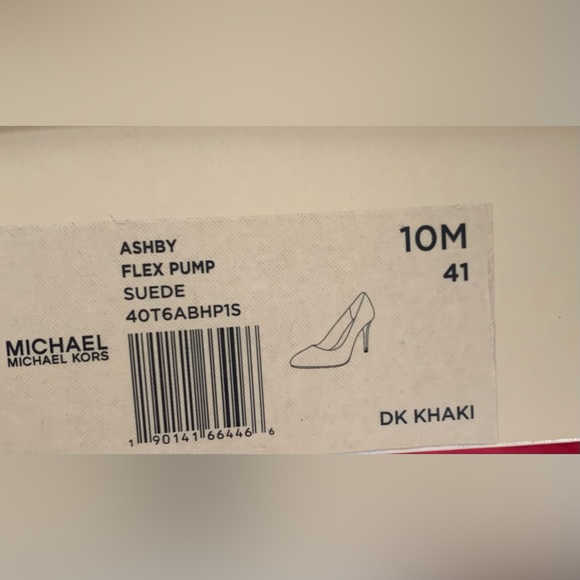 ASHBY
FLEX PUMP
SUEDE
40T6ABHP1S
10M
41
MICHAEL
MICHAEL KORS
1 90141 66446 6
DK KHAKI